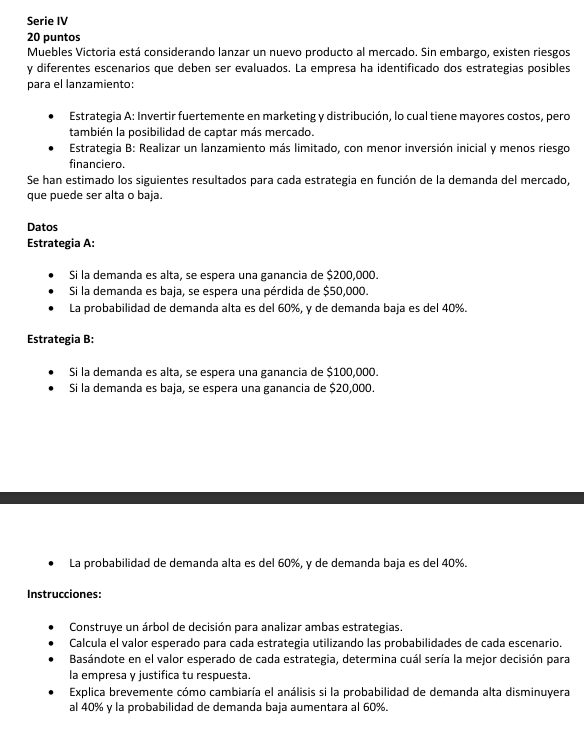 Serie IV
20 puntos
Muebles Victoria está considerando lanzar un nuevo producto al mercado. Sin embargo, existen riesgos
y diferentes escenarios que deben ser evaluados. La empresa ha identificado dos estrategias posibles
para el lanzamiento:
• Estrategia A: Invertir fuertemente en marketing y distribución, lo cual tiene mayores costos, pero
también la posibilidad de captar más mercado.
• Estrategia B: Realizar un lanzamiento más limitado, con menor inversión inicial y menos riesgo
financiero.
Se han estimado los siguientes resultados para cada estrategia en función de la demanda del mercado,
que puede ser alta o baja.
Datos
Estrategia A:
• Si la demanda es alta, se espera una ganancia de $200,000.
• Si la demanda es baja, se espera una pérdida de $50,000.
• La probabilidad de demanda alta es del 60%, y de demanda baja es del 40%.
Estrategia B:
• Si la demanda es alta, se espera una ganancia de $100,000.
• Si la demanda es baja, se espera una ganancia de $20,000.
• La probabilidad de demanda alta es del 60%, y de demanda baja es del 40%.
Instrucciones:
• Construye un árbol de decisión para analizar ambas estrategias.
• Calcula el valor esperado para cada estrategia utilizando las probabilidades de cada escenario.
• Basándote en el valor esperado de cada estrategia, determina cuál sería la mejor decisión para
la empresa y justifica tu respuesta.
• Explica brevemente cómo cambiaría el análisis si la probabilidad de demanda alta disminuyera
al 40% y la probabilidad de demanda baja aumentara al 60%.